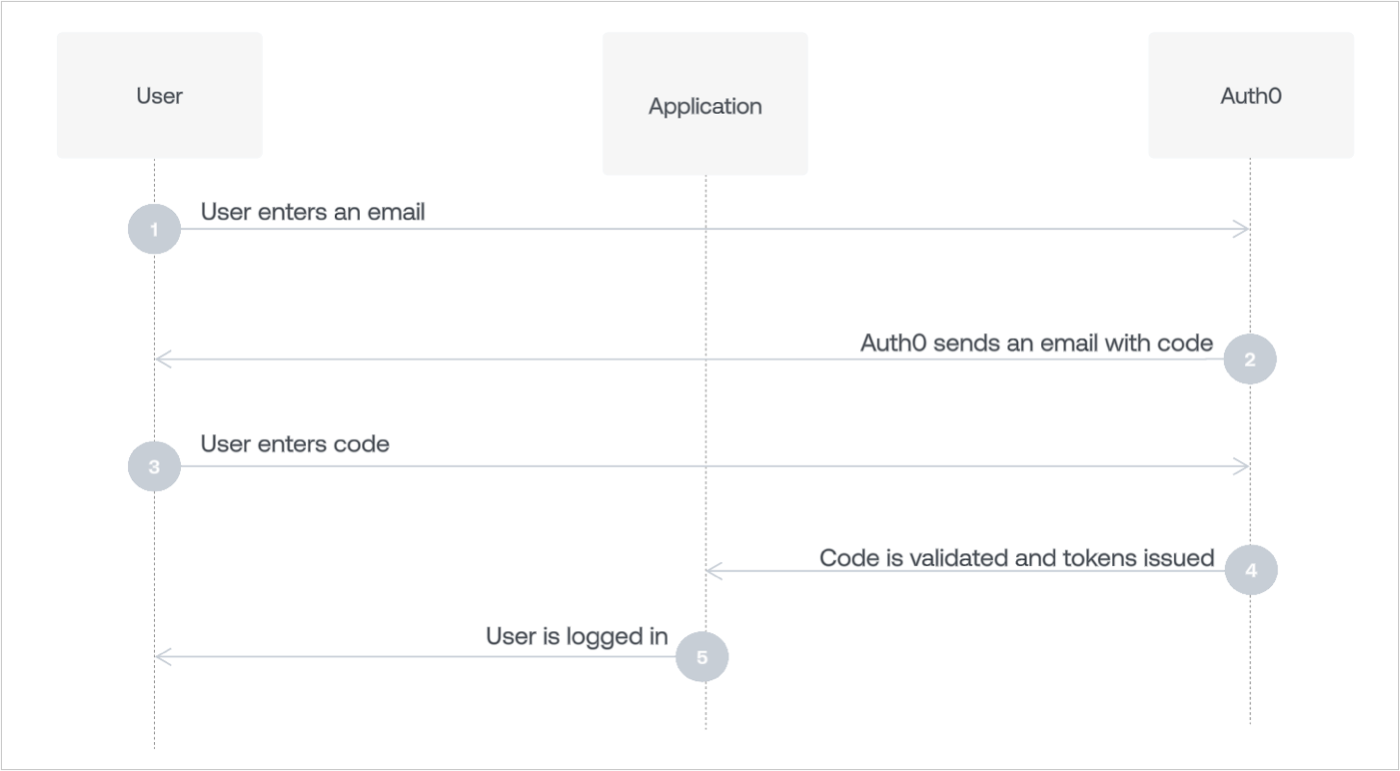 User
Application
Auth0
User enters an email
1
Auth0 sends an email with code
2
User enters code
3
Code is validated and tokens issued
4
User is logged in
5